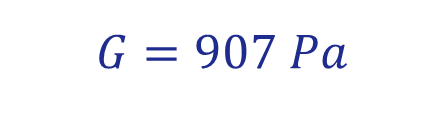 G = 907 Pa